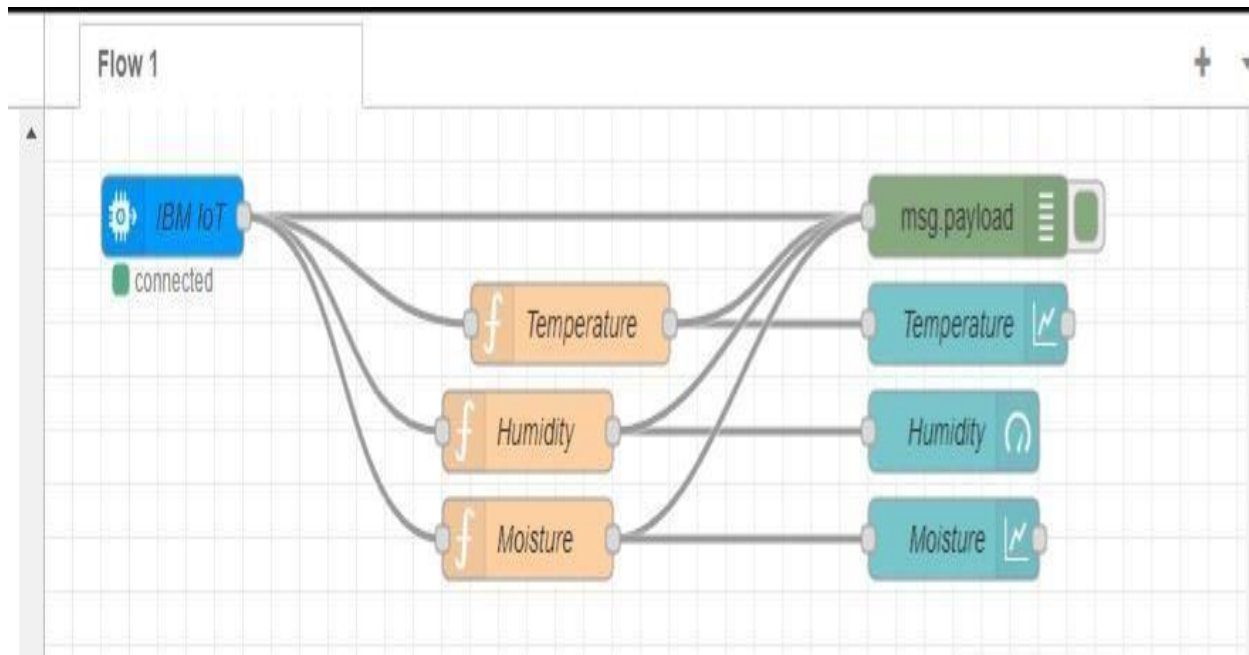 Flow 1
IBM IoT
connected
msg.payload
Temperature
Temperature
Humidity
Humidity
Moisture
Moisture